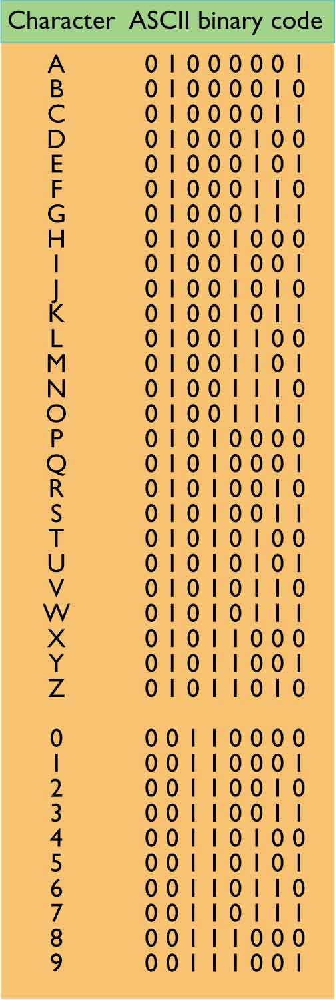 Character ASCII binary code
A 0 1 0 0 0 0 0 1
B 0 1 0 0 0 0 1 0
C 0 1 0 0 0 0 1 1
D 0 1 0 0 0 1 0 0
E 0 1 0 0 0 1 0 1
F 0 1 0 0 0 1 1 0
G 0 1 0 0 0 1 1 1
H 0 1 0 0 1 0 0 0
I 0 1 0 0 1 0 0 1
J 0 1 0 0 1 0 1 0
K 0 1 0 0 1 0 1 1
L 0 1 0 0 1 1 0 0
M 0 1 0 0 1 1 0 1
N 0 1 0 0 1 1 1 0
O 0 1 0 0 1 1 1 1
P 0 1 0 1 0 0 0 0
Q 0 1 0 1 0 0 0 1
R 0 1 0 1 0 0 1 0
S 0 1 0 1 0 0 1 1
T 0 1 0 1 0 1 0 0
U 0 1 0 1 0 1 0 1
V 0 1 0 1 0 1 1 0
W 0 1 0 1 0 1 1 1
X 0 1 0 1 1 0 0 0
Y 0 1 0 1 1 0 0 1
Z 0 1 0 1 1 0 1 0
0 0 0 1 1 0 0 0 0
1 0 0 1 1 0 0 0 1
2 0 0 1 1 0 0 1 0
3 0 0 1 1 0 0 1 1
4 0 0 1 1 0 1 0 0
5 0 0 1 1 0 1 0 1
6 0 0 1 1 0 1 1 0
7 0 0 1 1 0 1 1 1
8 0 0 1 1 1 0 0 0
9 0 0 1 1 1 0 0 1